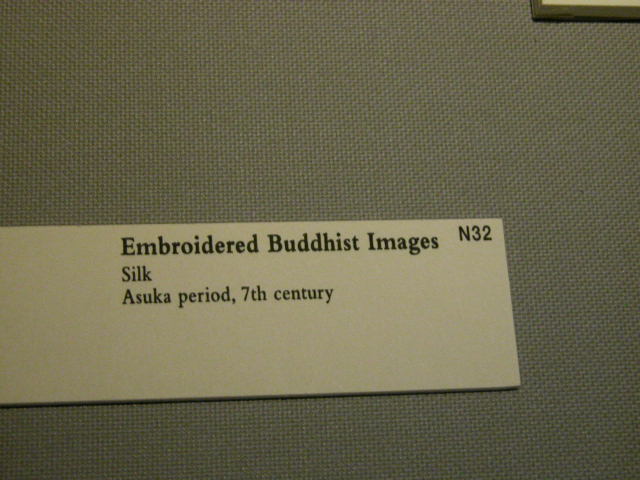 Embroidered Buddhist Images N32
Silk
Asuka period, 7th century